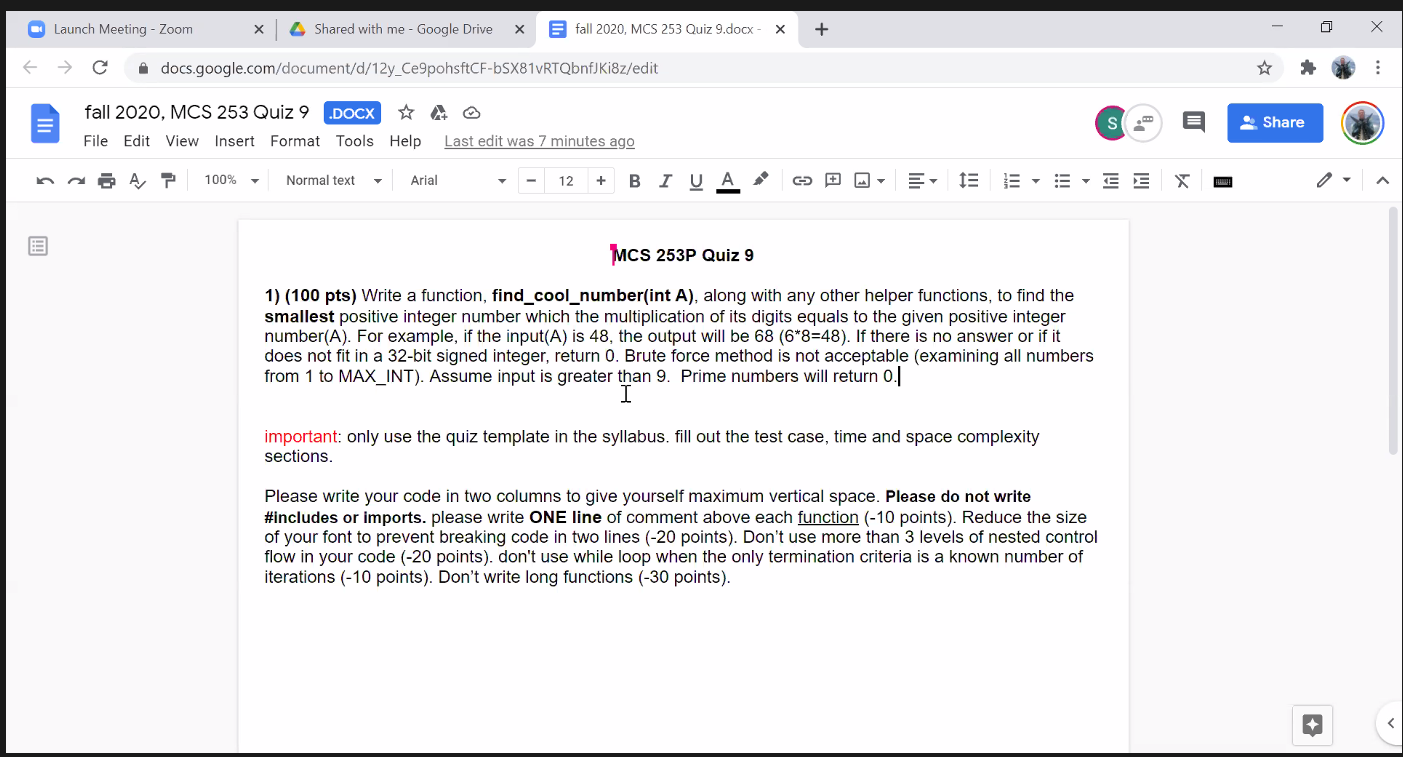 Launch Meeting - Zoom
Shared with me - Google Drive
fall 2020, MCS 253 Quiz 9.docx -
docs.google.com/document/d/12y_Ce9pohsftCF-bSX81vRTQbnfJKi8z/edit
fall 2020, MCS 253 Quiz 9 .DOCX
S
Share
File Edit View Insert Format Tools Help Last edit was 7 minutes ago
100% Normal text Arial - 12 + B I U A
MCS 253P Quiz 9
1) (100 pts) Write a function, find_cool_number(int A), along with any other helper functions, to find the
smallest positive integer number which the multiplication of its digits equals to the given positive integer
number(A). For example, if the input(A) is 48, the output will be 68 (6*8=48). If there is no answer or if it
does not fit in a 32-bit signed integer, return 0. Brute force method is not acceptable (examining all numbers
from 1 to MAX_INT). Assume input is greater than 9.  Prime numbers will return 0.
important: only use the quiz template in the syllabus. fill out the test case, time and space complexity
sections.
Please write your code in two columns to give yourself maximum vertical space. Please do not write
#includes or imports. please write ONE line of comment above each function (-10 points). Reduce the size
of your font to prevent breaking code in two lines (-20 points). Don't use more than 3 levels of nested control
flow in your code (-20 points). don't use while loop when the only termination criteria is a known number of
iterations (-10 points). Don't write long functions (-30 points).